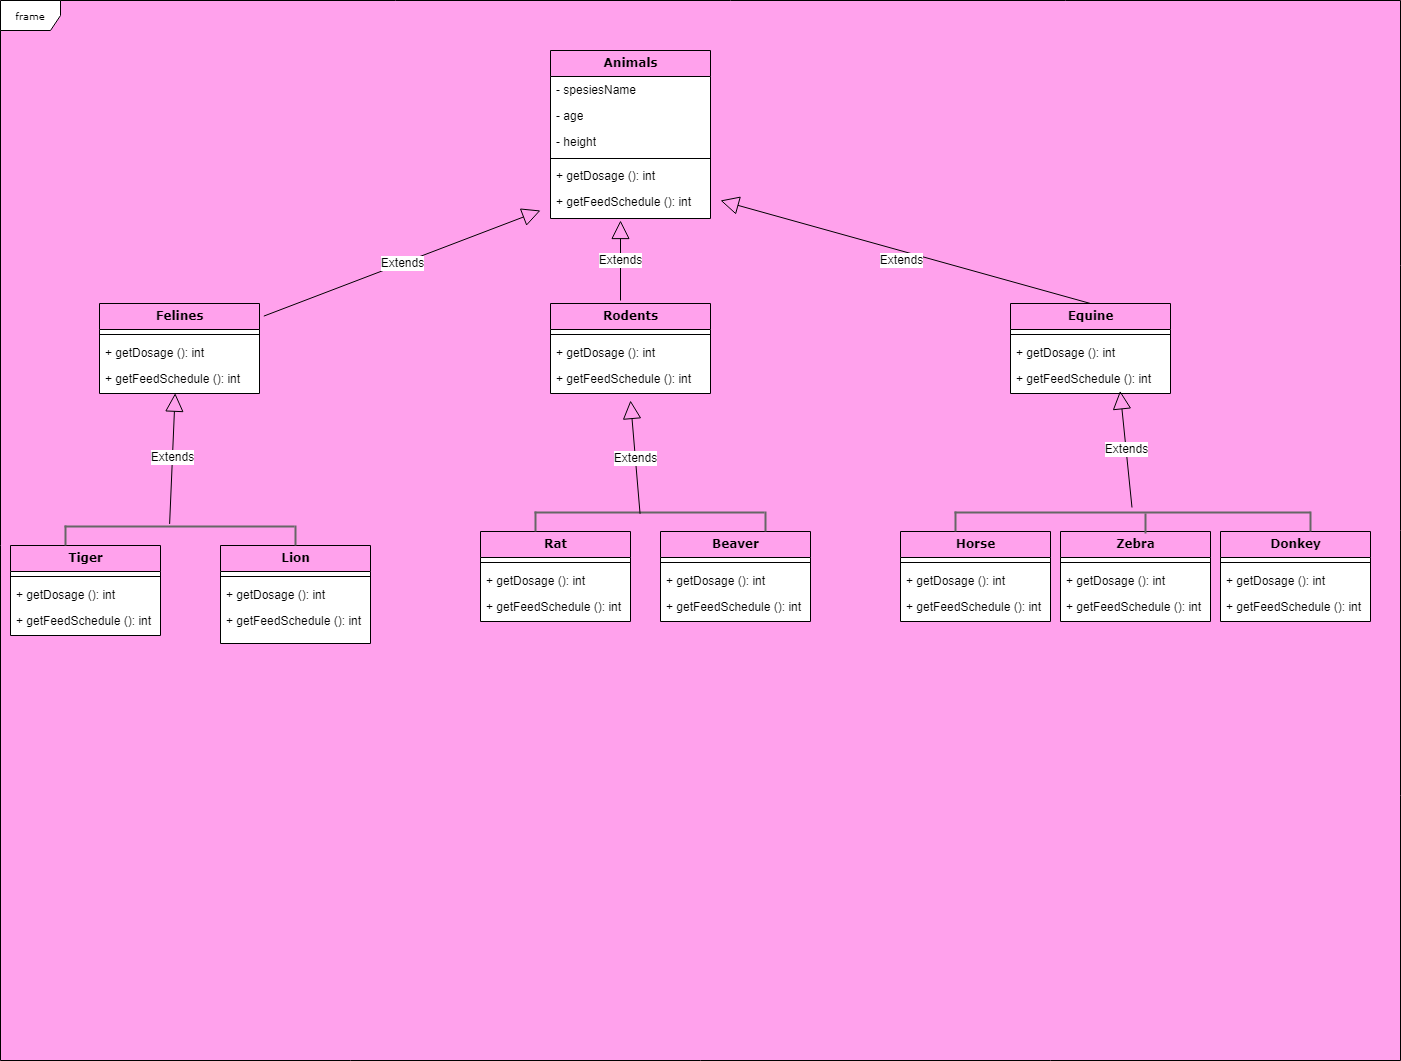 frame
Animals
- spesiesName
- age
- height
+ getDosage (): int
+ getFeedSchedule (): int
Extends
Extends
Extends
Felines
+ getDosage (): int
+ getFeedSchedule (): int
Rodents
+ getDosage (): int
+ getFeedSchedule (): int
Equine
+ getDosage (): int
+ getFeedSchedule (): int
Extends
Extends
Extends
Tiger
+ getDosage (): int
+ getFeedSchedule (): int
Lion
+ getDosage (): int
+ getFeedSchedule (): int
Rat
+ getDosage (): int
+ getFeedSchedule (): int
Beaver
+ getDosage (): int
+ getFeedSchedule (): int
Horse
+ getDosage (): int
+ getFeedSchedule (): int
Zebra
+ getDosage (): int
+ getFeedSchedule (): int
Donkey
+ getDosage (): int
+ getFeedSchedule (): int